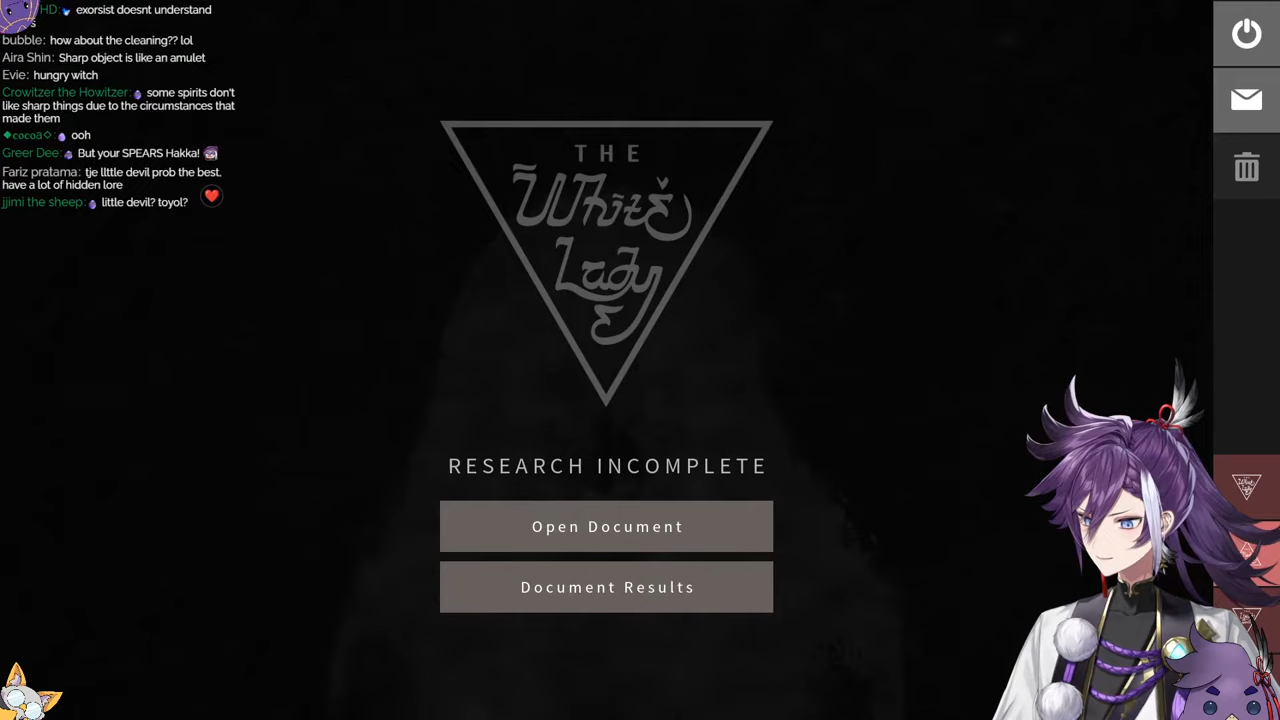 HD: exorsist doesnt understand
s
bubble: how about the cleaning?? lol
Aira Shin: Sharp object is like an amulet
Evie: hungry witch
Crowitzer the Howitzer: some spirits don't
like sharp things due to the circumstances that
made them
◆cocoa◇: ooh
Greer Dee: But your SPEARS Hakka!
Fariz pratama: tje llttle devil prob the best.
have a lot of hidden lore
jjimi the sheep: little devil? toyol?
THE
White
Lady
RESEARCH INCOMPLETE
Open Document
Document Results